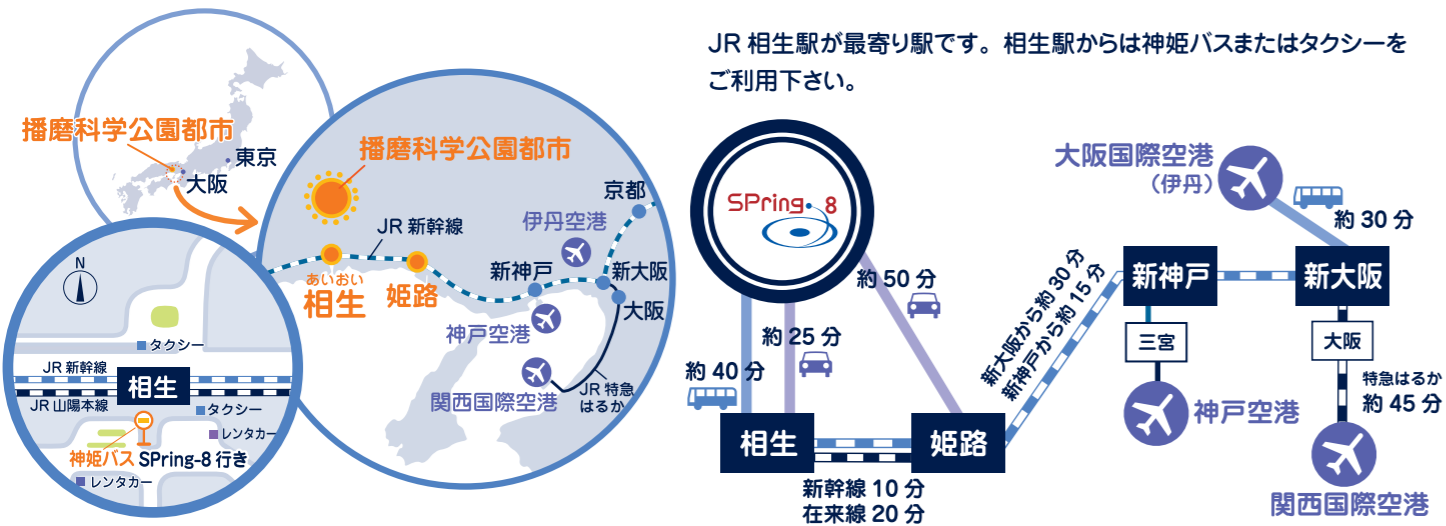 JR 相生駅が最寄り駅です。相生駅からは神姫バスまたはタクシーを
ご利用下さい。
播磨科学公園都市
東京
大阪
播磨科学公園都市
京都
伊丹空港
JR 新幹線
新神戸
新大阪
あいおい
相生
姫路
大阪
神戸空港
関西国際空港
JR 特急
はるか
N
タクシー
JR 新幹線
相生
JR 山陽本線
タクシー
レンタカー
神姫バス SPring-8 行き
レンタカー
SPring・8
大阪国際空港
(伊丹)
約 30 分
約 50 分
新大阪から約 30 分
新神戸から約 15 分
新神戸
新大阪
三宮
大阪
約 25 分
約 40 分
特急はるか
約 45 分
神戸空港
相生
姫路
新幹線 10 分
在来線 20 分
関西国際空港